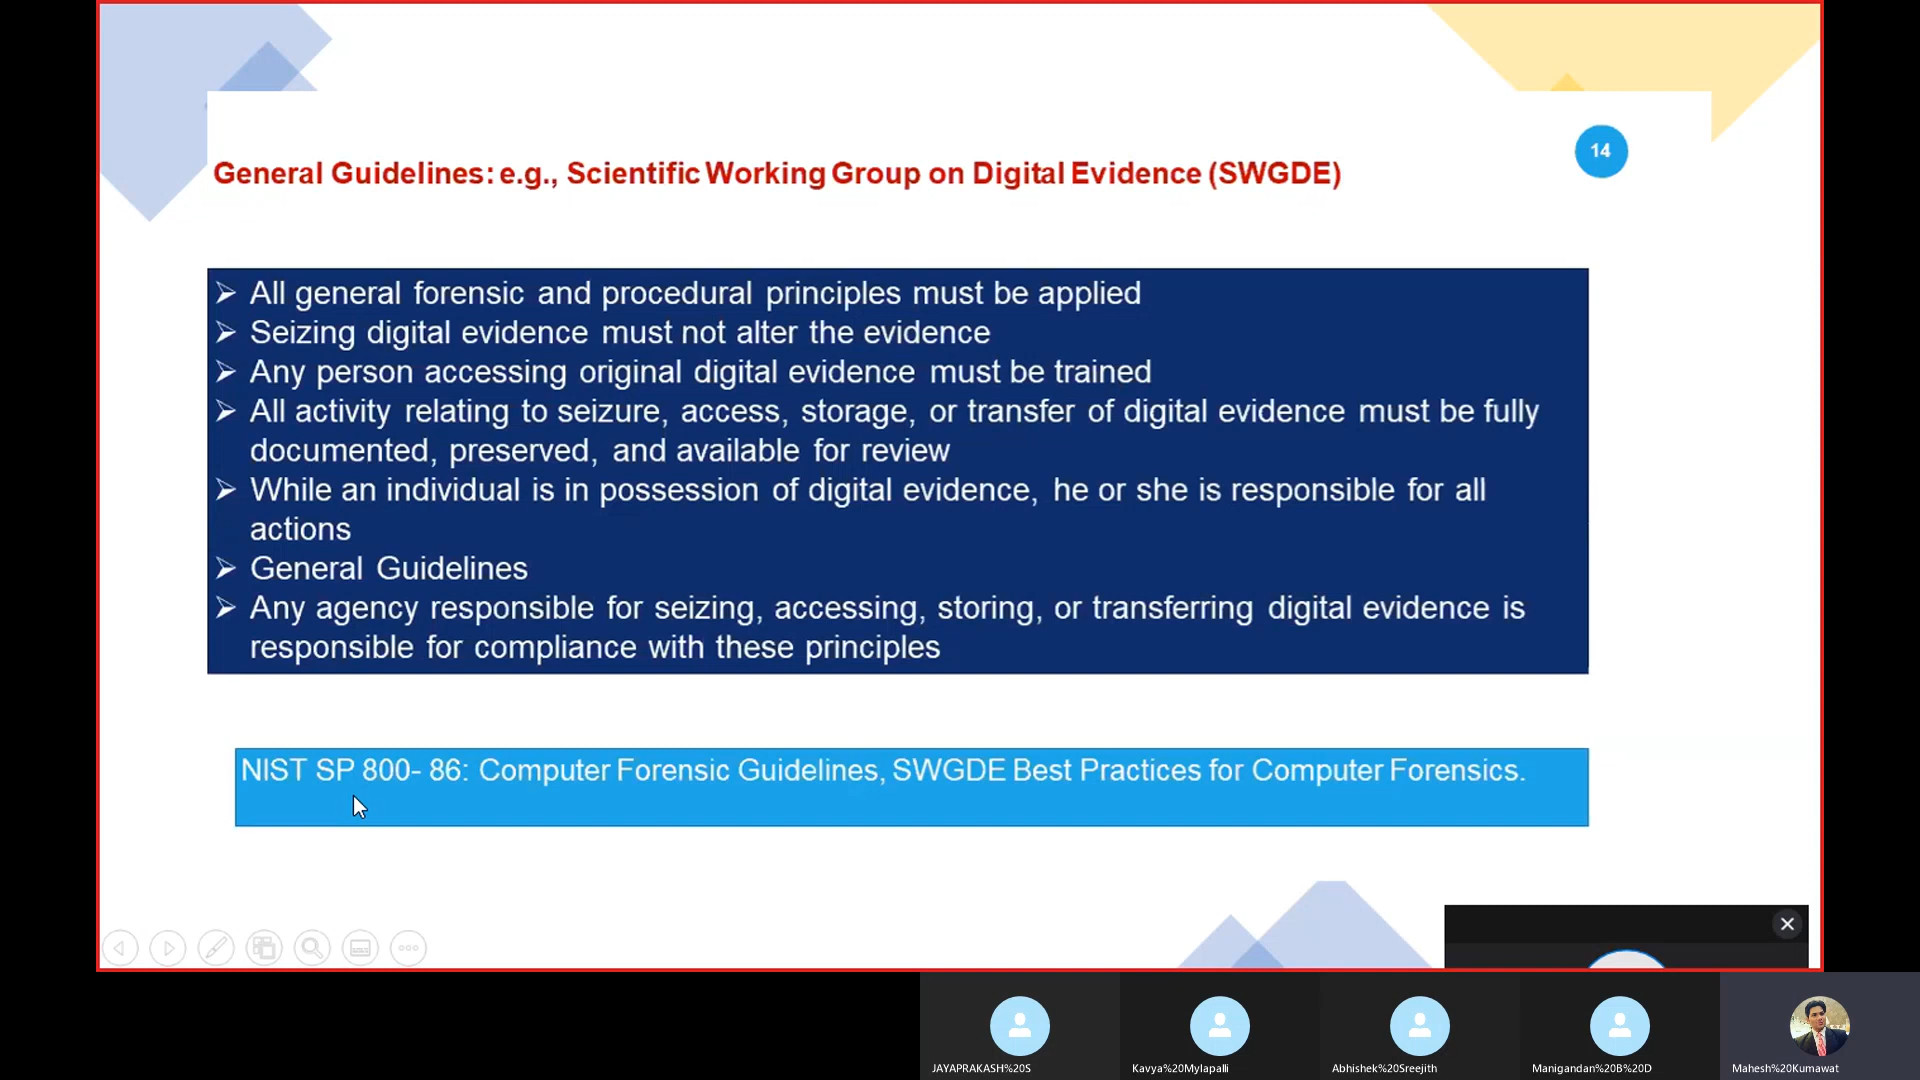 14
General Guidelines: e.g., Scientific Working Group on Digital Evidence (SWGDE)
All general forensic and procedural principles must be applied
Seizing digital evidence must not alter the evidence
Any person accessing original digital evidence must be trained
All activity relating to seizure, access, storage, or transfer of digital evidence must be fully
documented, preserved, and available for review
While an individual is in possession of digital evidence, he or she is responsible for all
actions
General Guidelines
Any agency responsible for seizing, accessing, storing, or transferring digital evidence is
responsible for compliance with these principles
NIST SP 800- 86: Computer Forensic Guidelines, SWGDE Best Practices for Computer Forensics.
JAYAPRAKASH%20S
Kavya%20Mylapalli
Abhishek%20Sreejith
Manigandan%20B%20D
Mahesh%20Kumawat